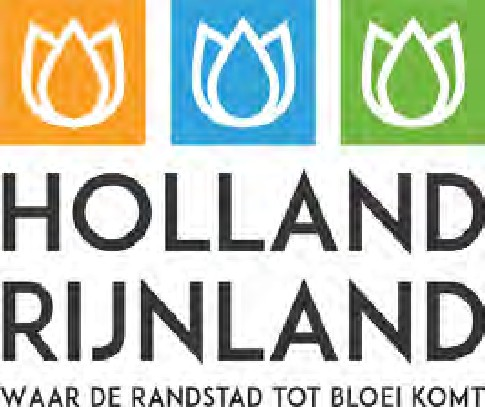 HOLLAND
RIJNLAND
WAAR DE RANDSTAD TOT BLOEI KOMT